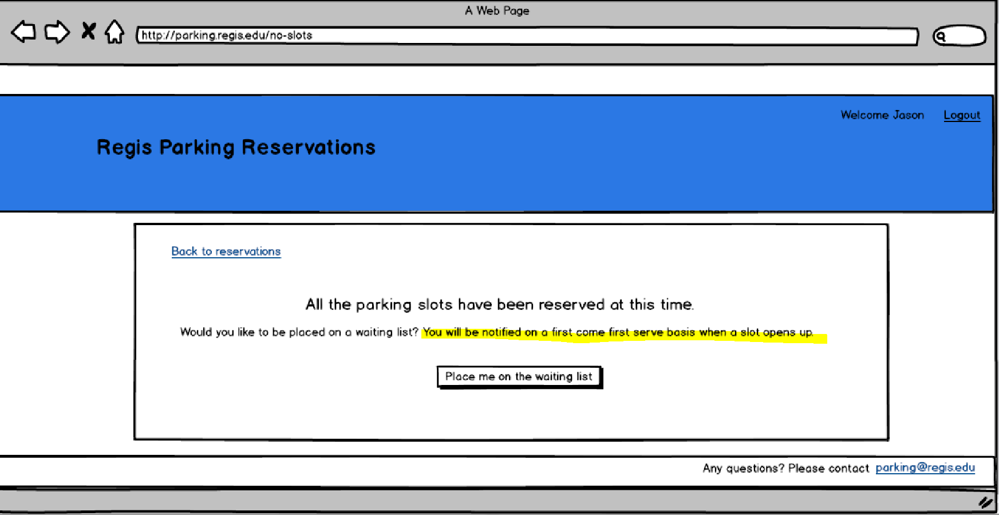 A Web Page
http://parking.regis.edu/no-slots
Welcome Jason Logout
Regis Parking Reservations
Back to reservations
All the parking slots have been reserved at this time.
Would you like to be placed on a waiting list? You will be notified on a first come first serve basis when a slot opens up.
Place me on the waiting list
Any questions? Please contact parking@regis.edu